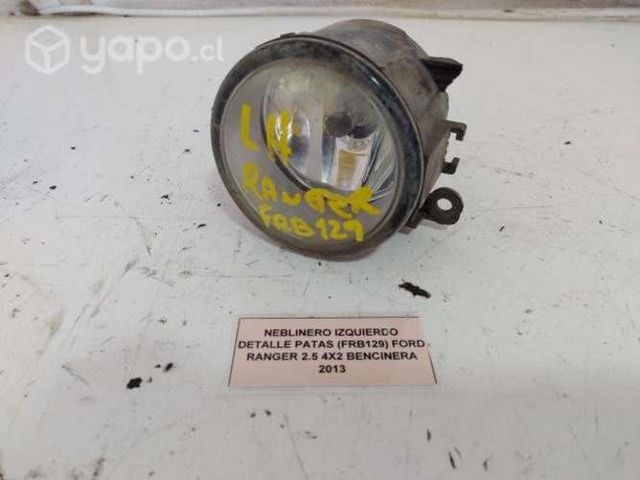 yapo.cl
LH
RANGER
FRB129
NEBLINERO IZQUIERDO
DETALLE PATAS (FRB129) FORD
RANGER 2.5 4X2 BENCINERA
2013